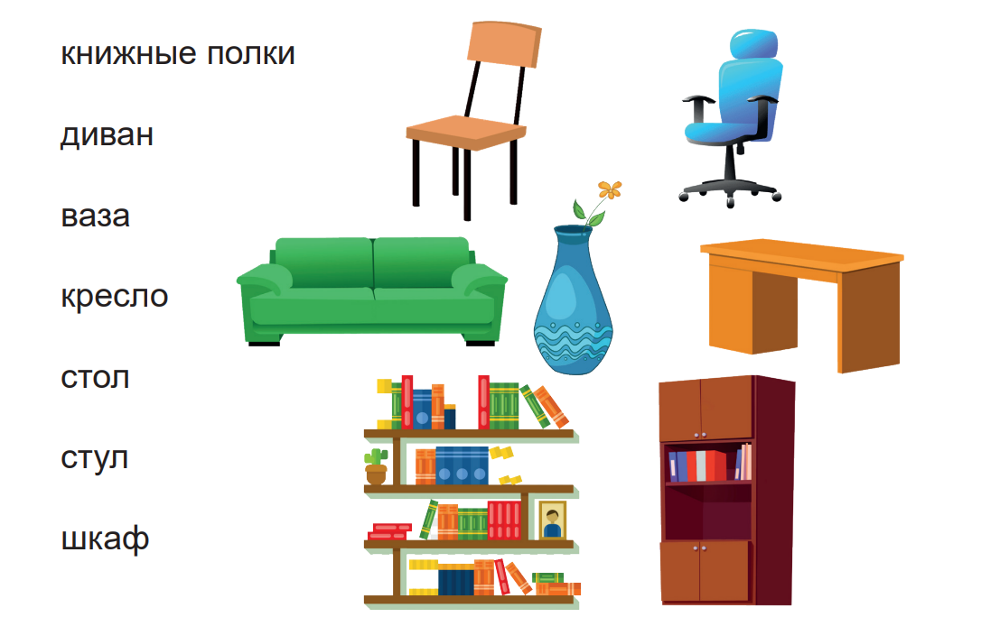 книжные полки
диван
ваза
кресло
стол
стул
шкаф